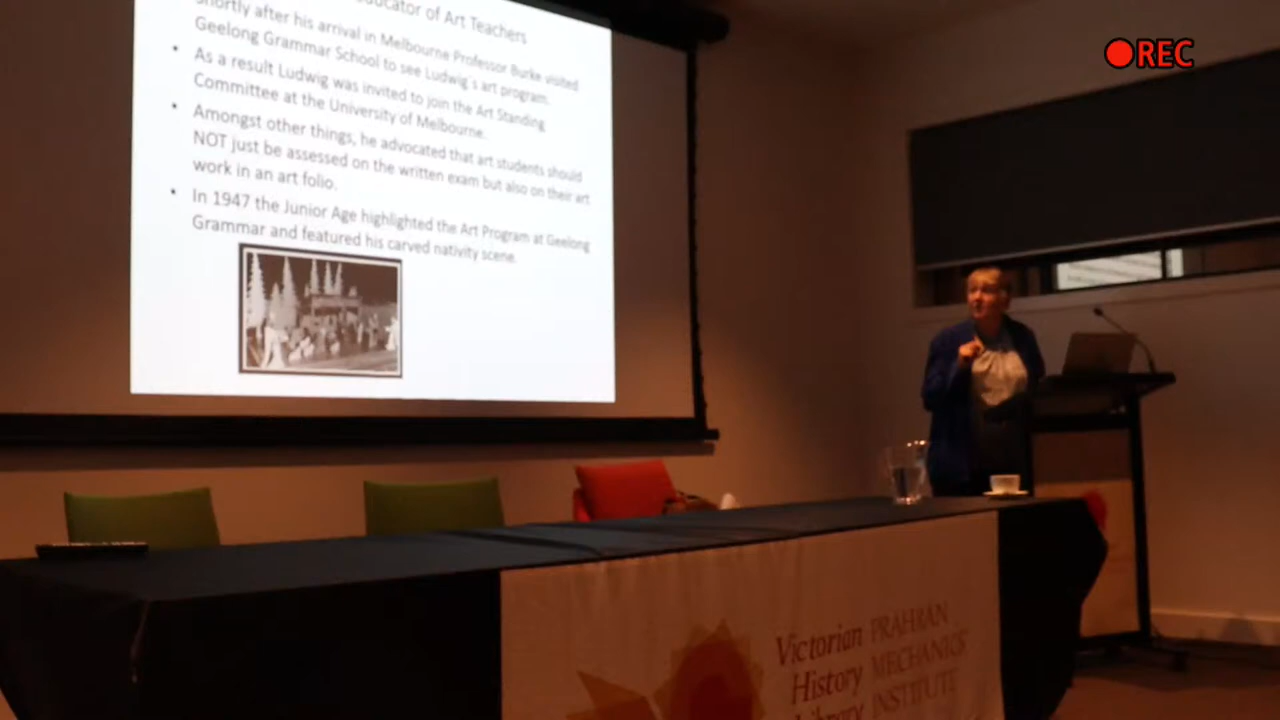 REC
Educator of Art Teachers
Shortly after his arrival in Melbourne Professor Burke visited
Geelong Grammar School to see Ludwig's art program.
• As a result Ludwig was invited to join the Art Standing
Committee at the University of Melbourne.
• Amongst other things, he advocated that art students should
NOT just be assessed on the written exam but also on their art
work in an art folio.
• In 1947 the Junior Age highlighted the Art Program at Geelong
Grammar and featured his carved nativity scene.
Victorian PRAHRAN
History MECHANICS'
Library INSTITUTE